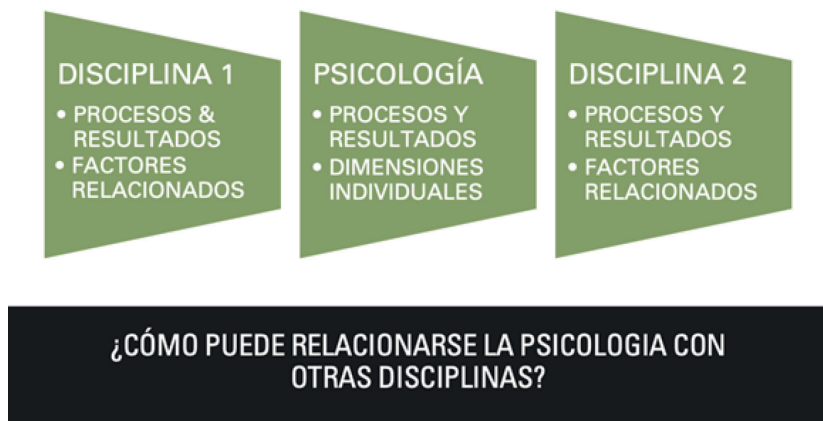 DISCIPLINA 1
• PROCESOS &
RESULTADOS
• FACTORES
RELACIONADOS
PSICOLOGÍA
• PROCESOS Y
RESULTADOS
• DIMENSIONES
INDIVIDUALES
DISCIPLINA 2
• PROCESOS Y
RESULTADOS
• FACTORES
RELACIONADOS
¿CÓMO PUEDE RELACIONARSE LA PSICOLOGIA CON
OTRAS DISCIPLINAS?